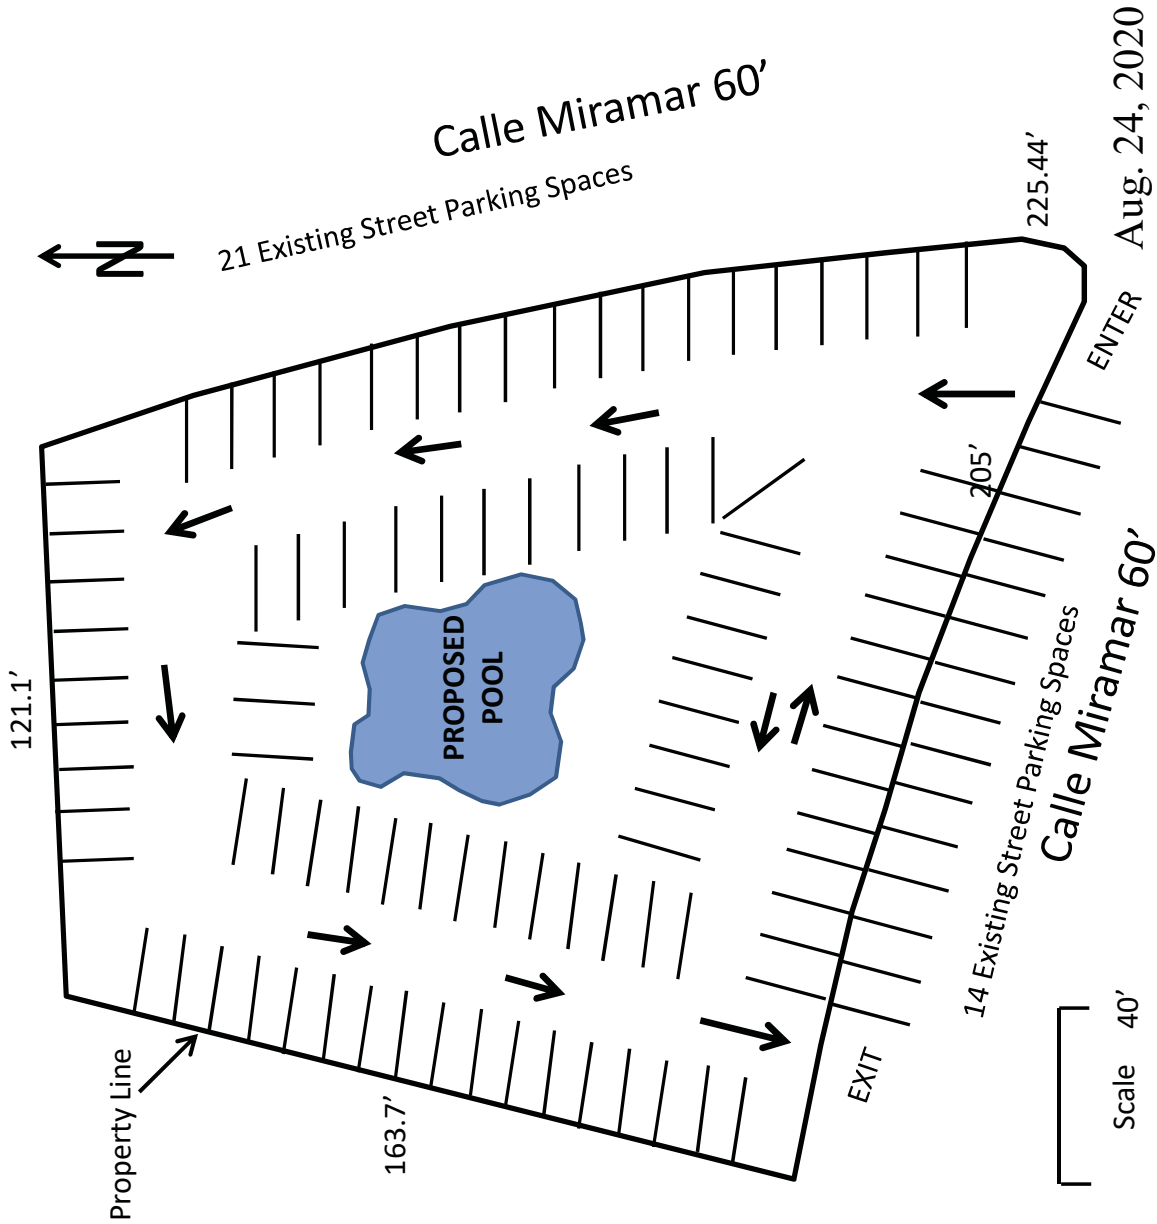 Calle Miramar 60’
21 Existing Street Parking Spaces
N
225.44’
Aug. 24, 2020
ENTER
205’
121.1’
PROPOSED
POOL
14 Existing Street Parking Spaces
Calle Miramar 60’
Property Line
163.7’
EXIT
Scale 40’